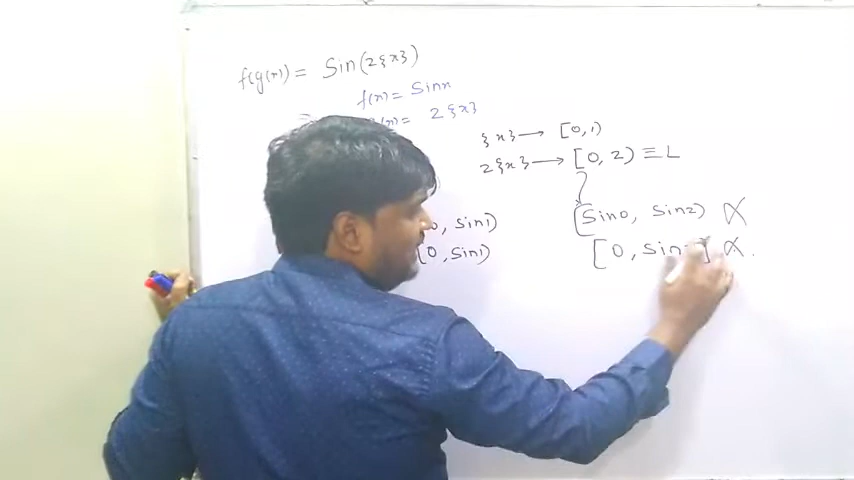 f(g(x)) = Sin(2{x})
f(x) = Sinx
(x) = 2{x}
{x} → [0,1)
2{x} → [0,2) ≡ L
[Sin0, Sin2)
, Sin1)
[0, Sin1)
[0, Sin